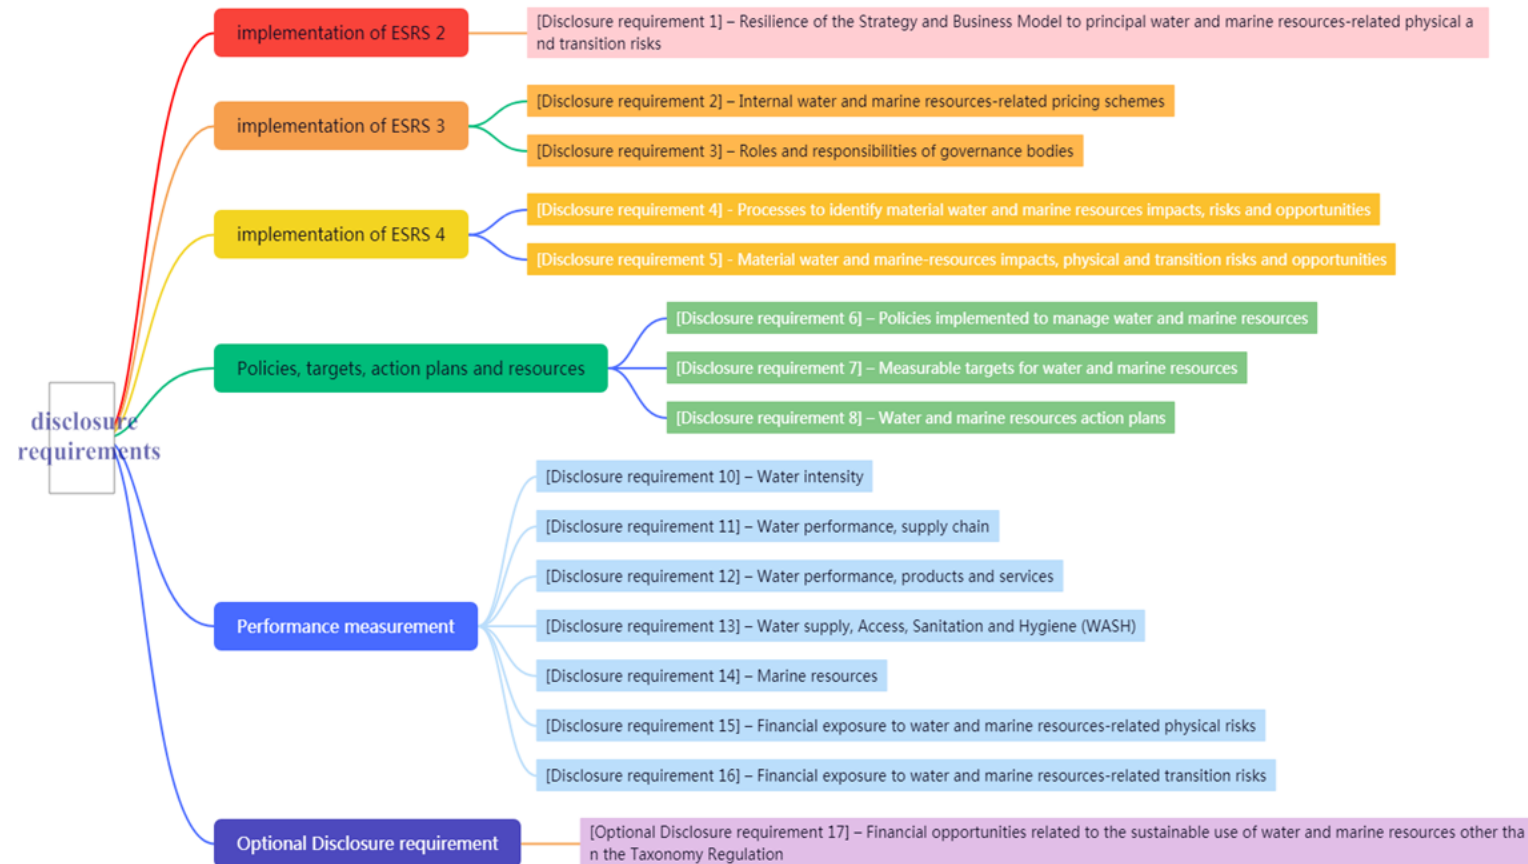 disclosure
requirements
implementation of ESRS 2
[Disclosure requirement 1] – Resilience of the Strategy and Business Model to principal water and marine resources-related physical a
nd transition risks
implementation of ESRS 3
[Disclosure requirement 2] – Internal water and marine resources-related pricing schemes
[Disclosure requirement 3] – Roles and responsibilities of governance bodies
implementation of ESRS 4
[Disclosure requirement 4] - Processes to identify material water and marine resources impacts, risks and opportunities
[Disclosure requirement 5] - Material water and marine-resources impacts, physical and transition risks and opportunities
Policies, targets, action plans and resources
[Disclosure requirement 6] – Policies implemented to manage water and marine resources
[Disclosure requirement 7] – Measurable targets for water and marine resources
[Disclosure requirement 8] – Water and marine resources action plans
Performance measurement
[Disclosure requirement 10] – Water intensity
[Disclosure requirement 11] – Water performance, supply chain
[Disclosure requirement 12] – Water performance, products and services
[Disclosure requirement 13] – Water supply, Access, Sanitation and Hygiene (WASH)
[Disclosure requirement 14] – Marine resources
[Disclosure requirement 15] – Financial exposure to water and marine resources-related physical risks
[Disclosure requirement 16] – Financial exposure to water and marine resources-related transition risks
Optional Disclosure requirement
[Optional Disclosure requirement 17] – Financial opportunities related to the sustainable use of water and marine resources other tha
n the Taxonomy Regulation